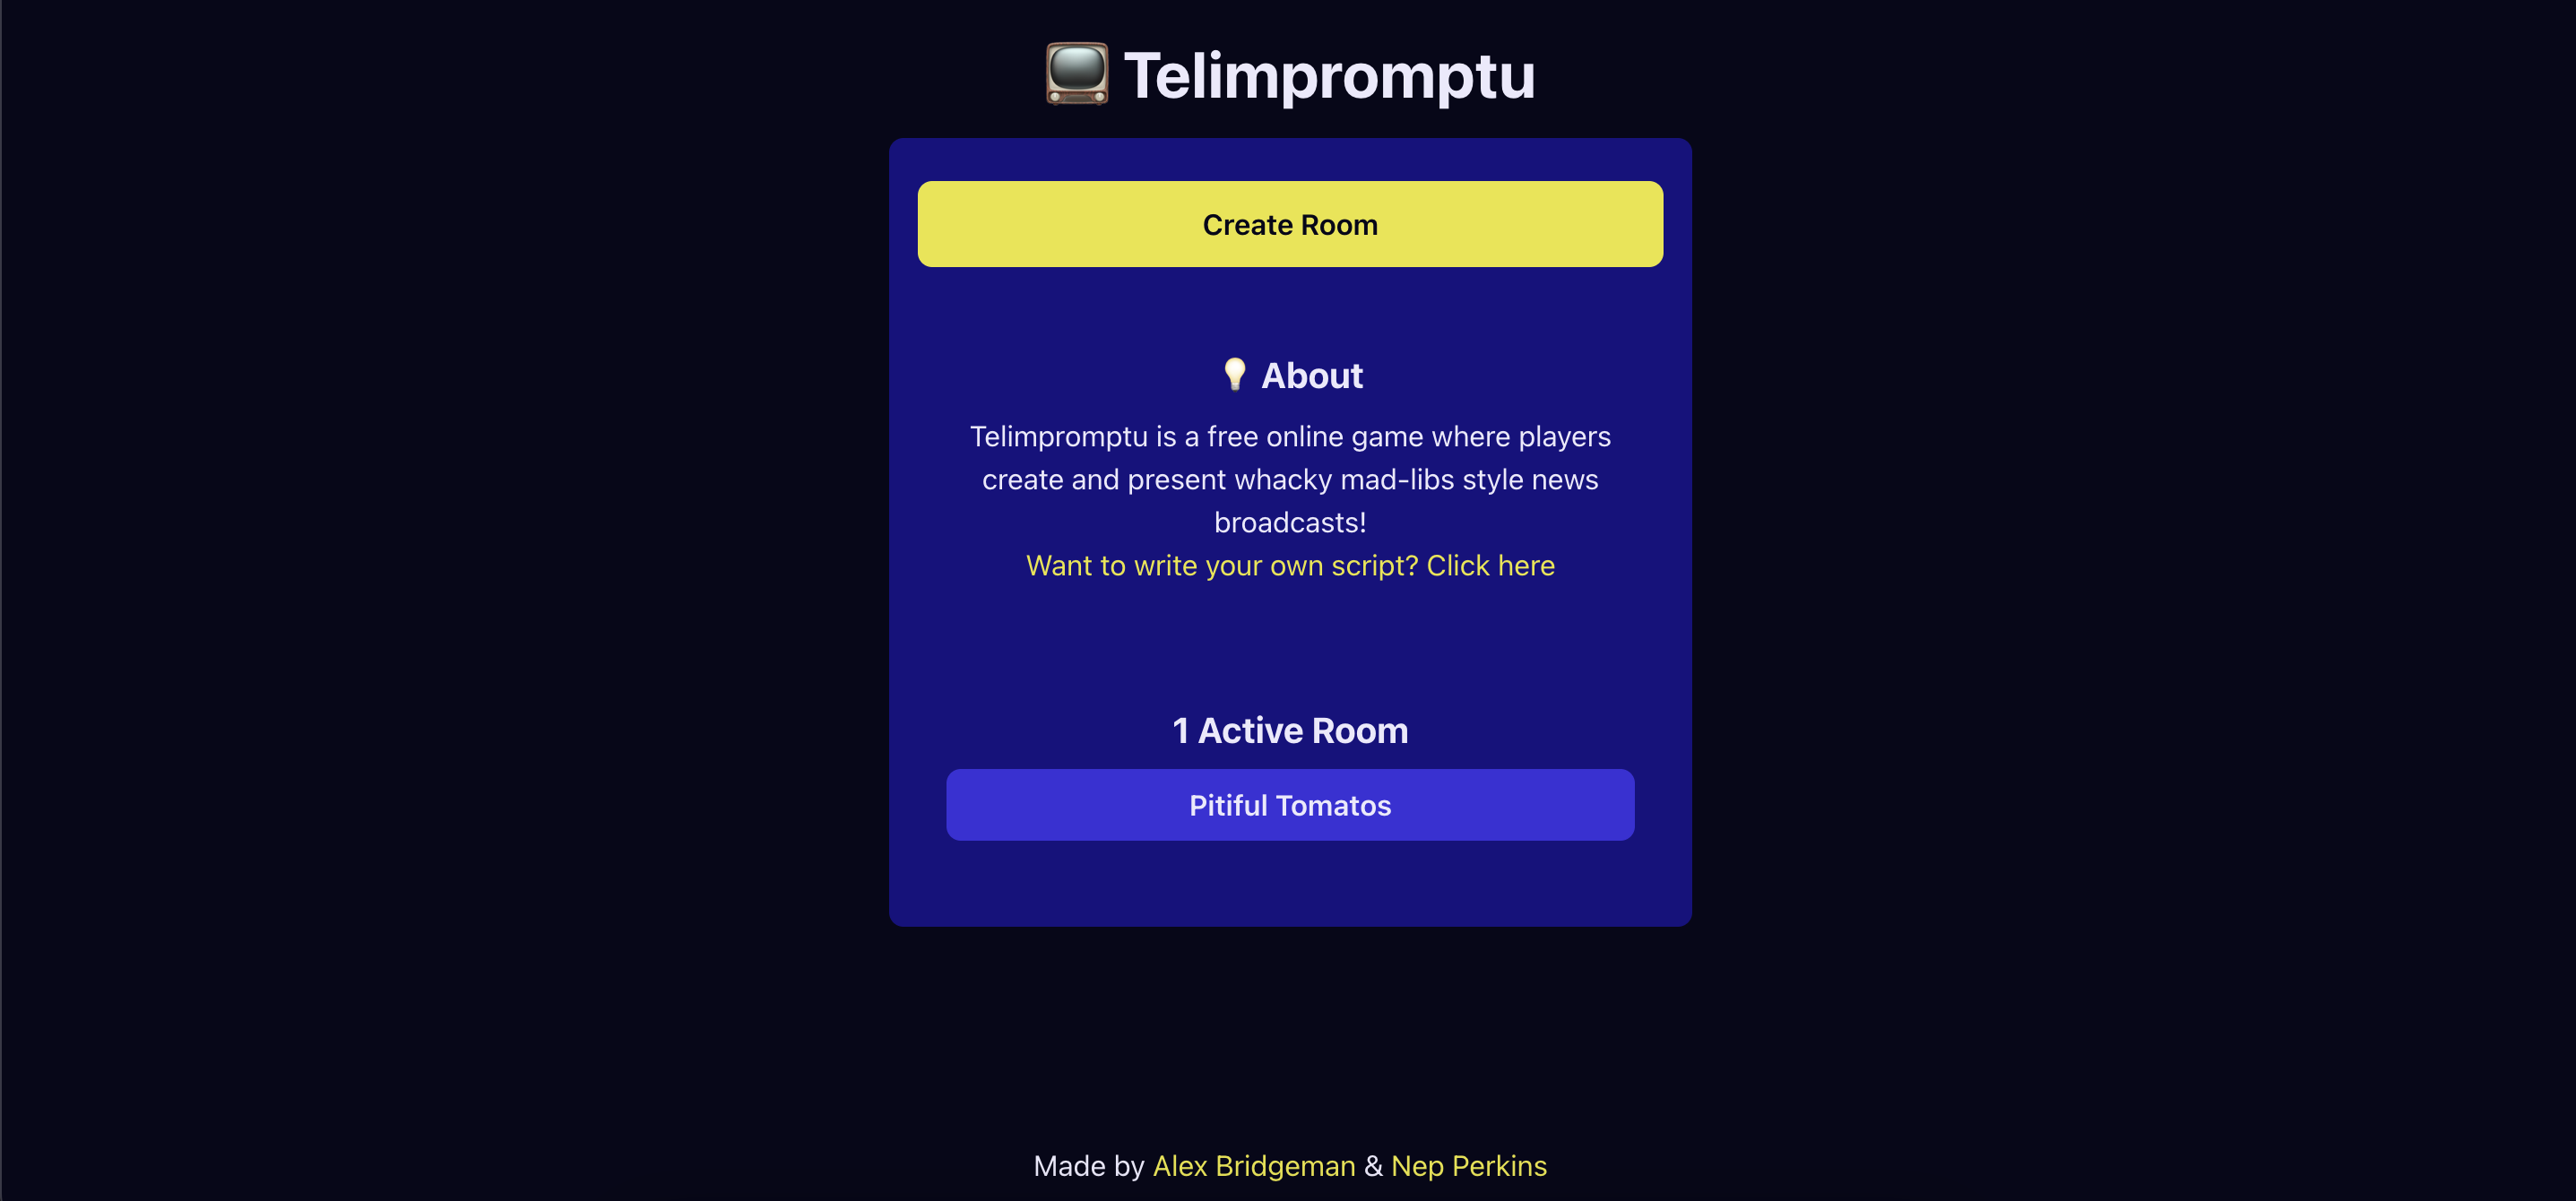 Telimpromptu
Create Room
About
Telimpromptu is a free online game where players
create and present whacky mad-libs style news
broadcasts!
Want to write your own script? Click here
1 Active Room
Pitiful Tomatos
Made by Alex Bridgeman & Nep Perkins